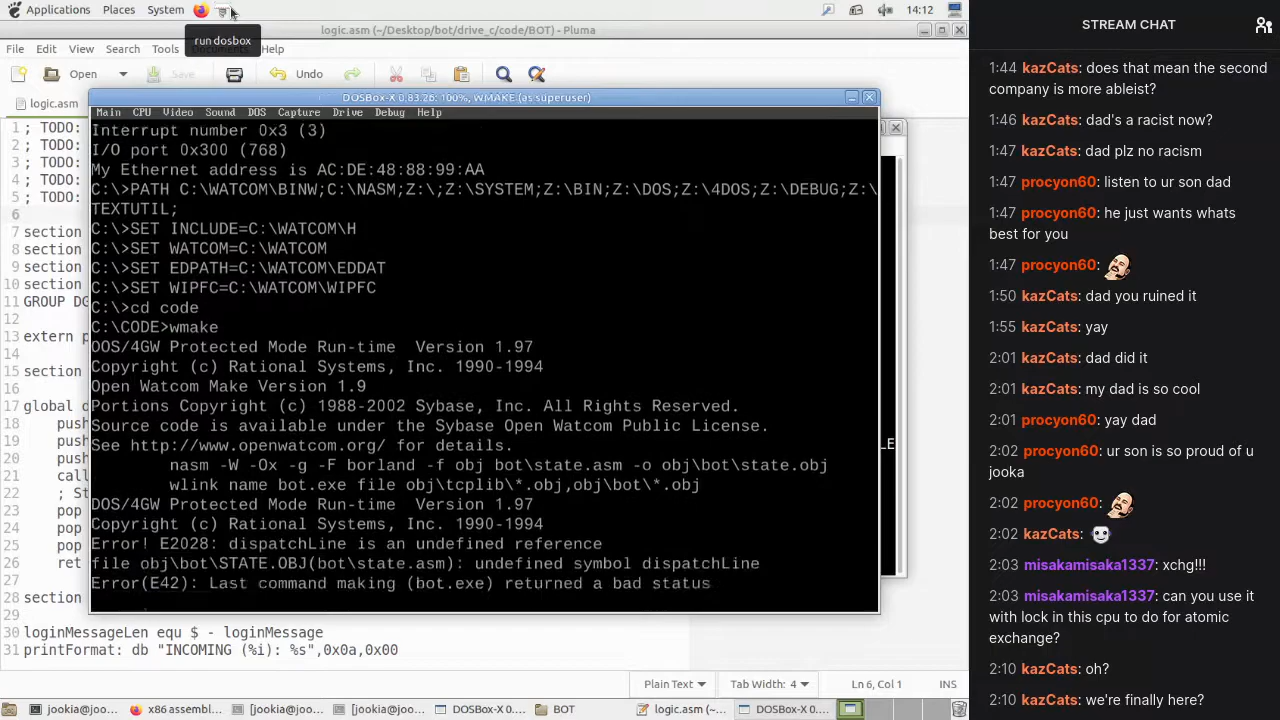 Applications Places System 14:12
logic.asm (~/Desktop/bot/drive_c/code/BOT) - Pluma
run dosbox
File Edit View Search Tools Documents Help
Open Save Undo
logic.asm
1 ; TODO:
2 ; TODO:
3 ; TODO:
4 ; TODO:
5 ; TODO:
6
7 section
8 section
9 section
10 section
11 GROUP DG
12
13 extern p
14
15 section
16
17 global d
18 push
19 push
20 push
21 call
22 ; St
23 pop
24 pop
25 pop
26 ret
27
28 section
29
30 loginMessageLen equ $ - loginMessage
31 printFormat: db "INCOMING (%i): %s",0x0a,0x00
LE
DOSBox-X 0.83.26: 100%, WMAKE (as superuser)
Main CPU Video Sound DOS Capture Drive Debug Help
Interrupt number 0x3 (3)
I/O port 0x300 (768)
My Ethernet address is AC:DE:48:88:99:AA
C:\>PATH C:\WATCOM\BINW;C:\NASM;Z:\;Z:\SYSTEM;Z:\BIN;Z:\DOS;Z:\4DOS;Z:\DEBUG;Z:\
TEXTUTIL;
C:\>SET INCLUDE=C:\WATCOM\H
C:\>SET WATCOM=C:\WATCOM
C:\>SET EDPATH=C:\WATCOM\EDDAT
C:\>SET WIPFC=C:\WATCOM\WIPFC
C:\>cd code
C:\CODE>wmake
DOS/4GW Protected Mode Run-time  Version 1.97
Copyright (c) Rational Systems, Inc. 1990-1994
Open Watcom Make Version 1.9
Portions Copyright (c) 1988-2002 Sybase, Inc. All Rights Reserved.
Source code is available under the Sybase Open Watcom Public License.
See http://www.openwatcom.org/ for details.
nasm -W -Ox -g -F borland -f obj bot\state.asm -o obj\bot\state.obj
wlink name bot.exe file obj\tcplib\*.obj,obj\bot\*.obj
DOS/4GW Protected Mode Run-time  Version 1.97
Copyright (c) Rational Systems, Inc. 1990-1994
Error! E2028: dispatchLine is an undefined reference
file obj\bot\STATE.OBJ(bot\state.asm): undefined symbol dispatchLine
Error(E42): Last command making (bot.exe) returned a bad status
Plain Text Tab Width: 4 Ln 6, Col 1 INS
jookia@joo... x86 assembl... [jookia@joo... [jookia@joo... DOSBox-X 0.... BOT logic.asm (~... DOSBox-X 0....
STREAM CHAT
1:44 kazCats: does that mean the second
company is more ableist?
1:46 kazCats: dad's a racist now?
1:47 kazCats: dad plz no racism
1:47 procyon60: listen to ur son dad
1:47 procyon60: he just wants whats
best for you
1:47 procyon60:
1:50 kazCats: dad you ruined it
1:55 kazCats: yay
2:01 kazCats: dad did it
2:01 kazCats: my dad is so cool
2:01 procyon60: yay dad
2:02 procyon60: ur son is so proud of u
jooka
2:02 procyon60:
2:02 kazCats:
2:03 misakamisaka1337: xchg!!!
2:03 misakamisaka1337: can you use it
with lock in this cpu to do for atomic
exchange?
2:10 kazCats: oh?
2:10 kazCats: we're finally here?